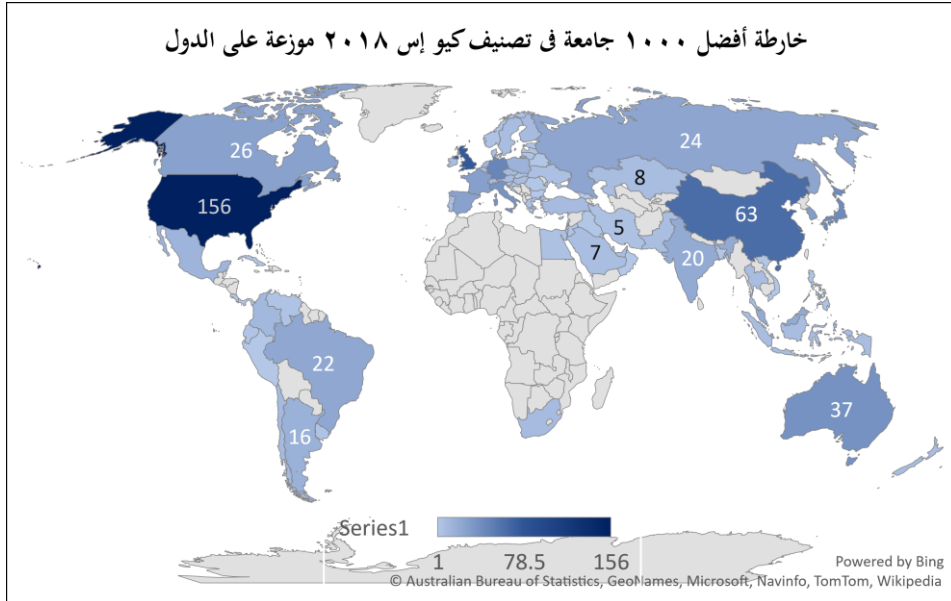 خارطة أفضل ١٠٠٠ جامعة فى تصنيف كيو إس ٢٠١٨ موزعة على الدول
26
24
8
156
63
5
7
20
22
37
16
Series1
1 78.5 156
Powered by Bing
© Australian Bureau of Statistics, GeoNames, Microsoft, Navinfo, TomTom, Wikipedia